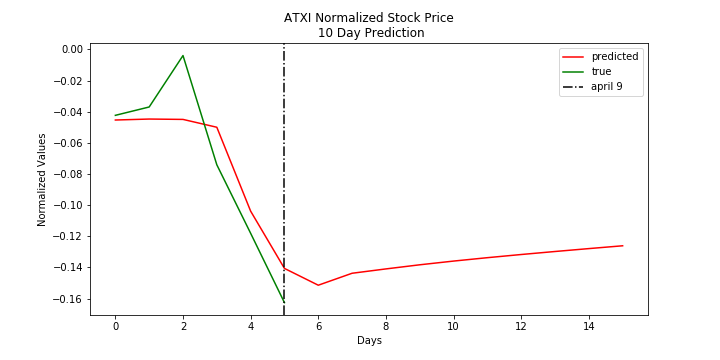 ATXI Normalized Stock Price
10 Day Prediction
Normalized Values
0.00
−0.02
−0.04
−0.06
−0.08
−0.10
−0.12
−0.14
−0.16
predicted
true
april 9
0 2 4 6 8 10 12 14
Days